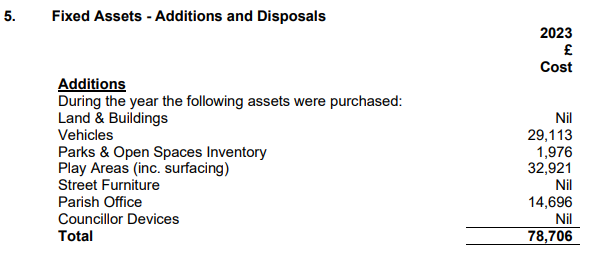 5. Fixed Assets - Additions and Disposals
2023
£
Cost
Additions
During the year the following assets were purchased:
Land & Buildings Nil
Vehicles 29,113
Parks & Open Spaces Inventory 1,976
Play Areas (inc. surfacing) 32,921
Street Furniture Nil
Parish Office 14,696
Councillor Devices Nil
Total 78,706